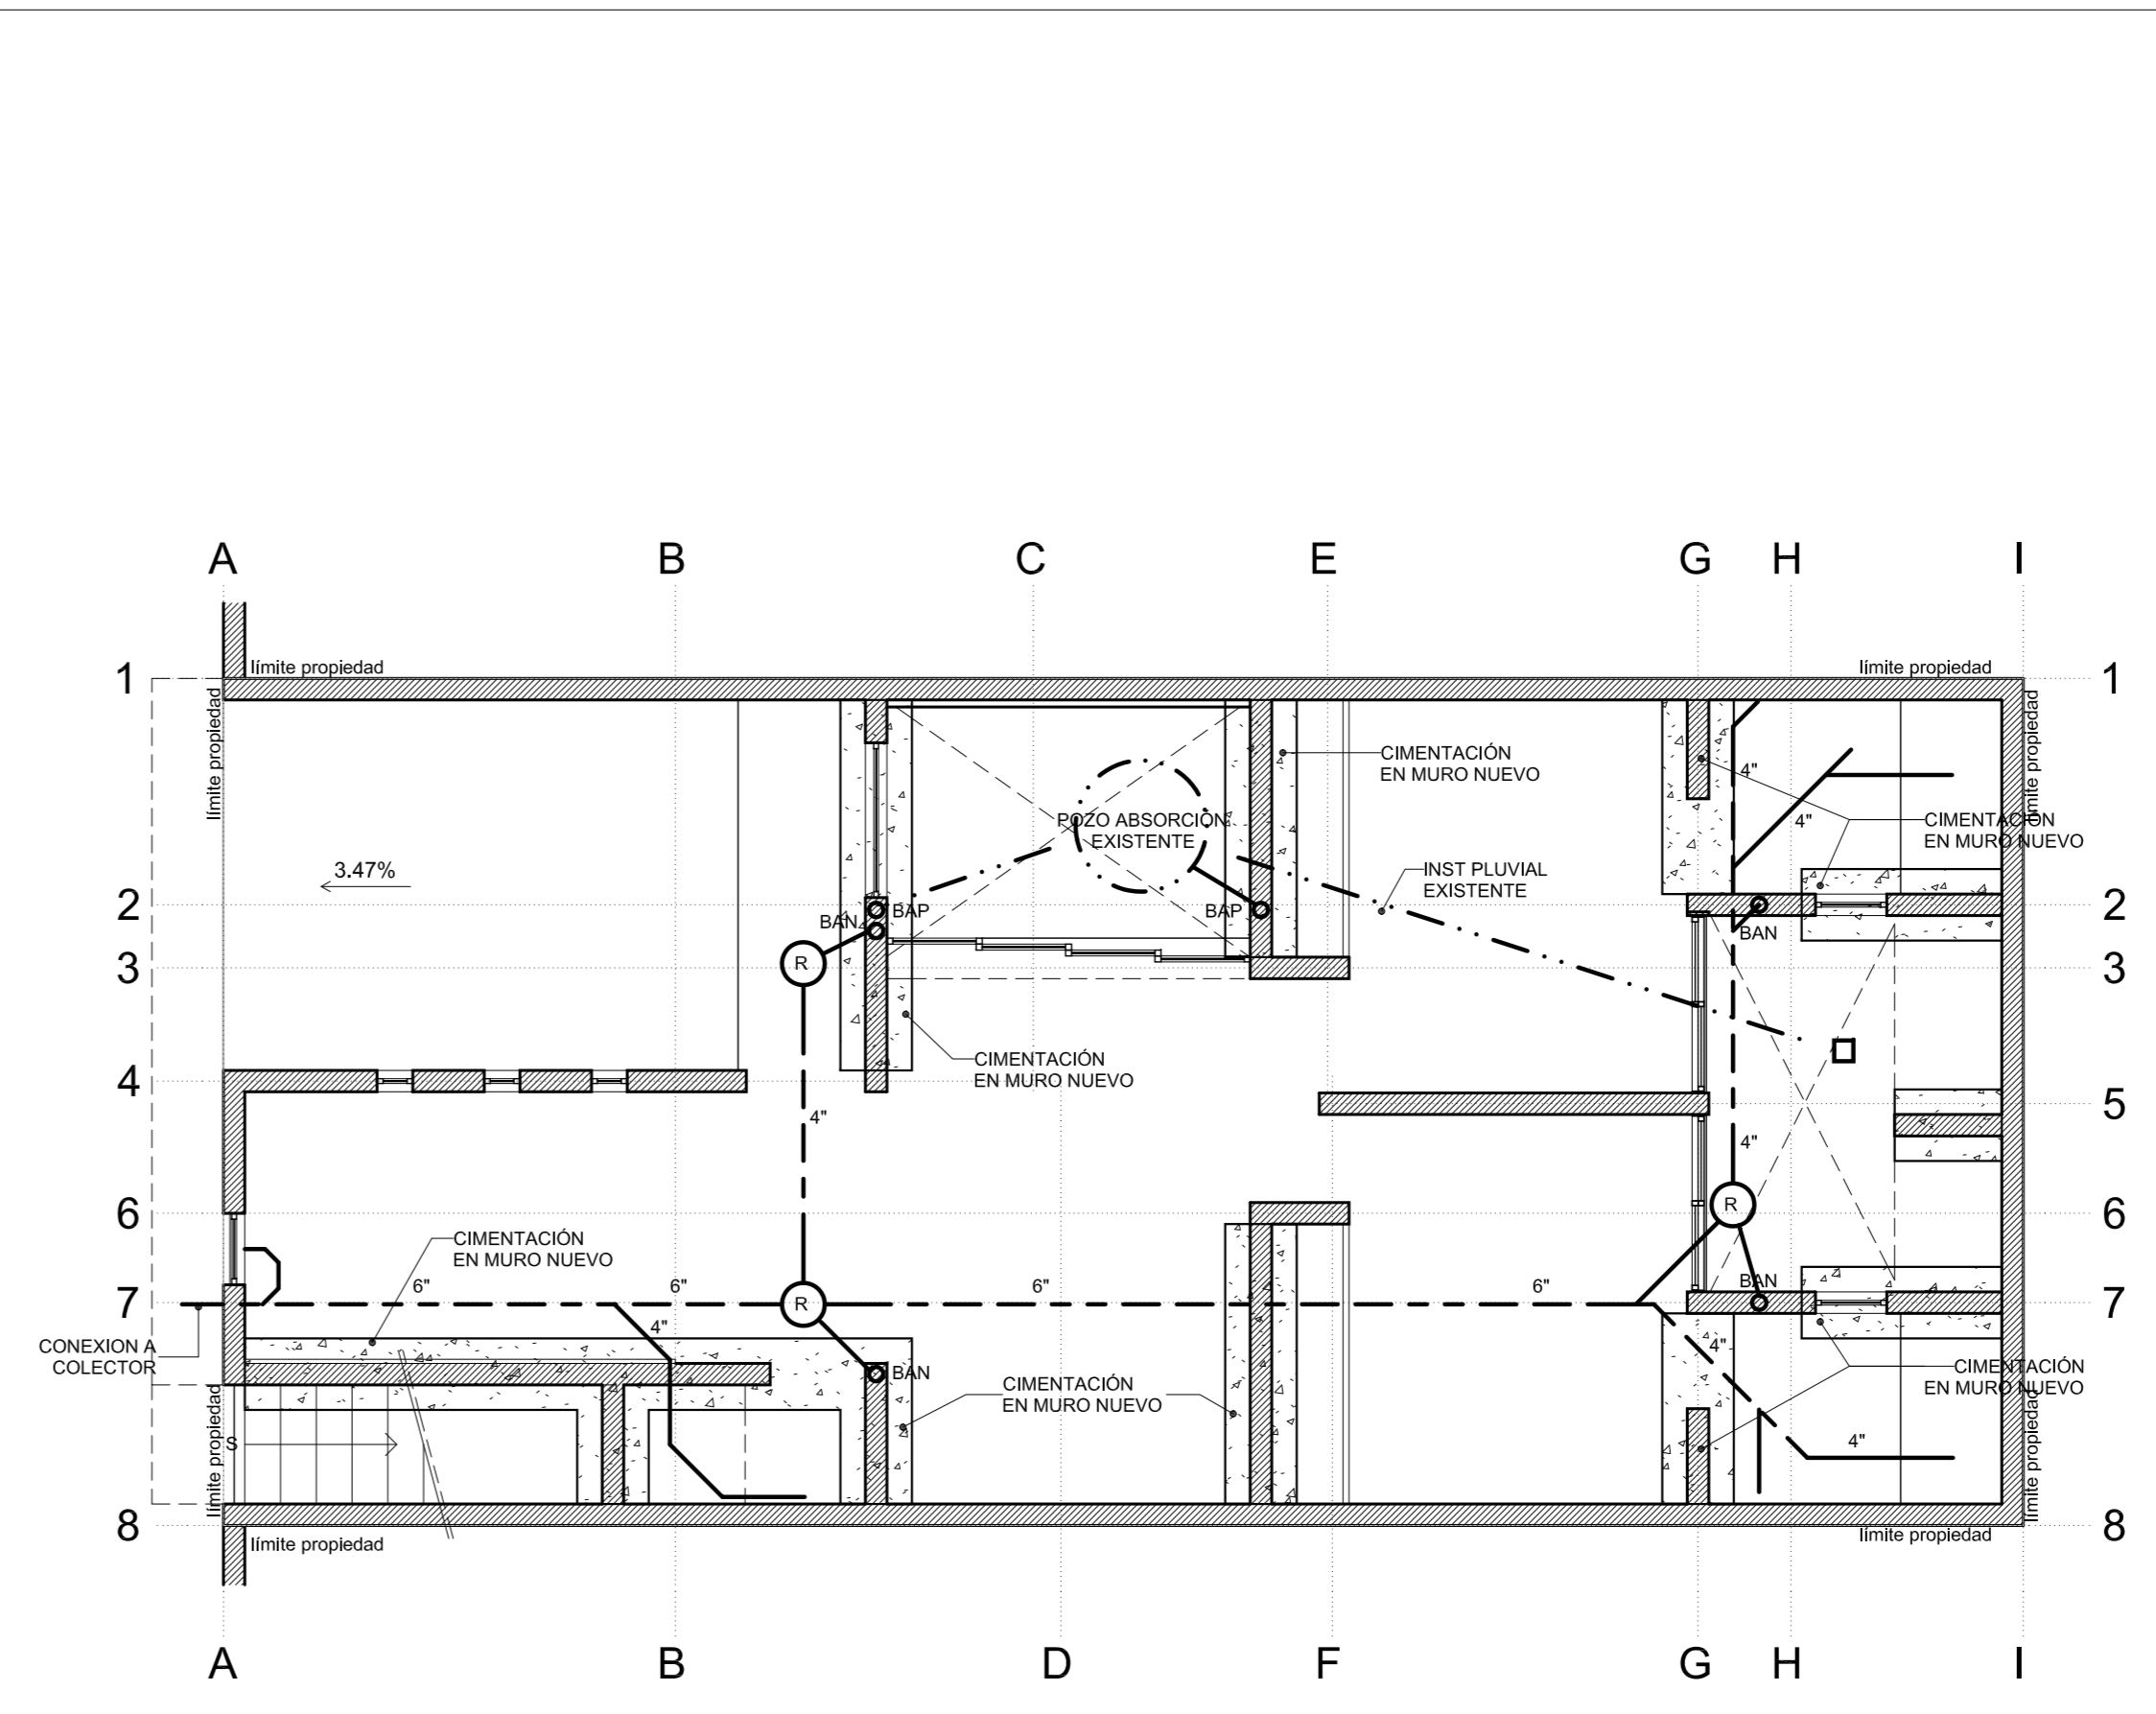 A B C E G H I
límite propiedad
límite propiedad
1
1
límite propiedad
límite propiedad
CIMENTACIÓN
EN MURO NUEVO
4"
POZO ABSORCIÓN
EXISTENTE
4"
CIMENTACIÓN
EN MURO NUEVO
3.47%
INST PLUVIAL
EXISTENTE
2
BAN
BAP
BAP
BAN
2
3
R
3
CIMENTACIÓN
EN MURO NUEVO
4
5
4"
4"
6
R
6
CIMENTACIÓN
EN MURO NUEVO
7
6"
6"
R
6"
6"
BAN
7
CONEXION A
COLECTOR
4"
4"
BAN
CIMENTACIÓN
EN MURO NUEVO
CIMENTACIÓN
EN MURO NUEVO
límite propiedad
S
4"
límite propiedad
8
8
límite propiedad
límite propiedad
A B D F G H I